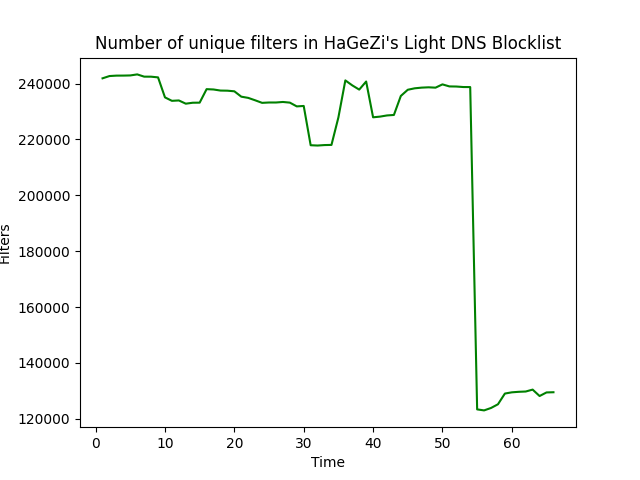 Number of unique filters in HaGeZi's Light DNS Blocklist
240000
220000
200000
180000
160000
140000
120000
Filters
0 10 20 30 40 50 60
Time